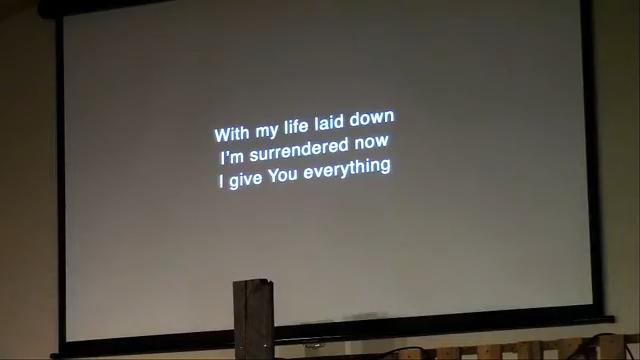 With my life laid down
I'm surrendered now
I give You everything